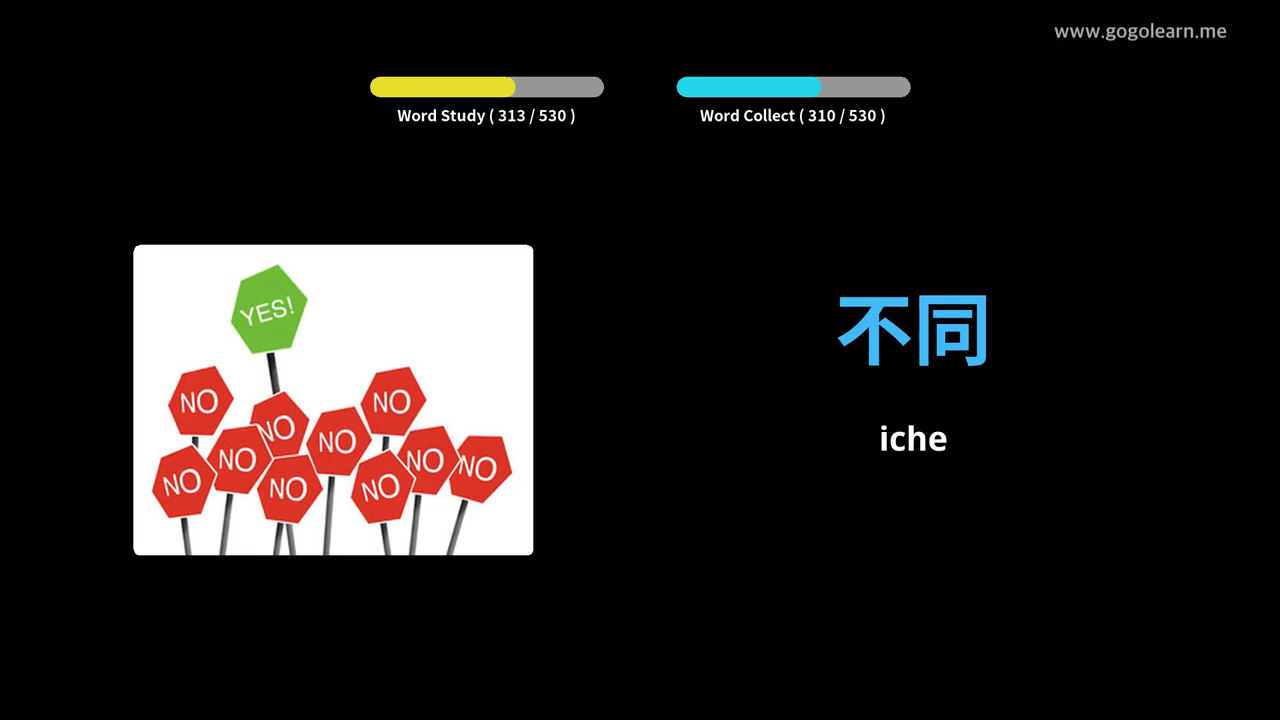 www.gogolearn.me
Word Study ( 313 / 530 )
Word Collect ( 310 / 530 )
YES!
NO
NO
NO
NO
NO
NO
NO
NO
NO
NO
不同
iche